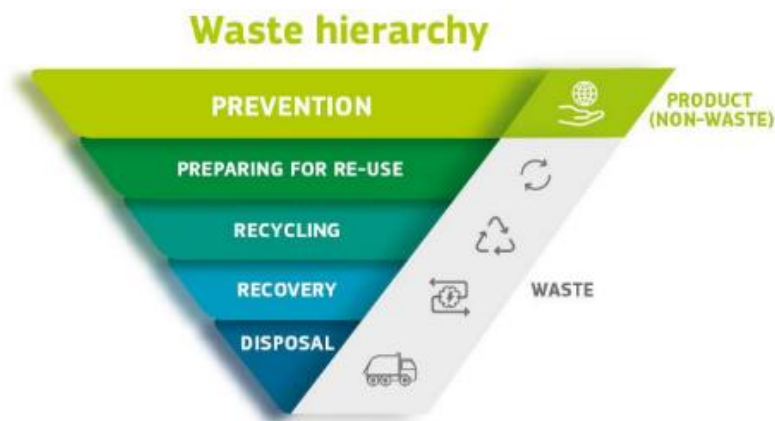 Waste hierarchy
PREVENTION
PRODUCT
(NON-WASTE)
PREPARING FOR RE-USE
RECYCLING
RECOVERY
WASTE
DISPOSAL